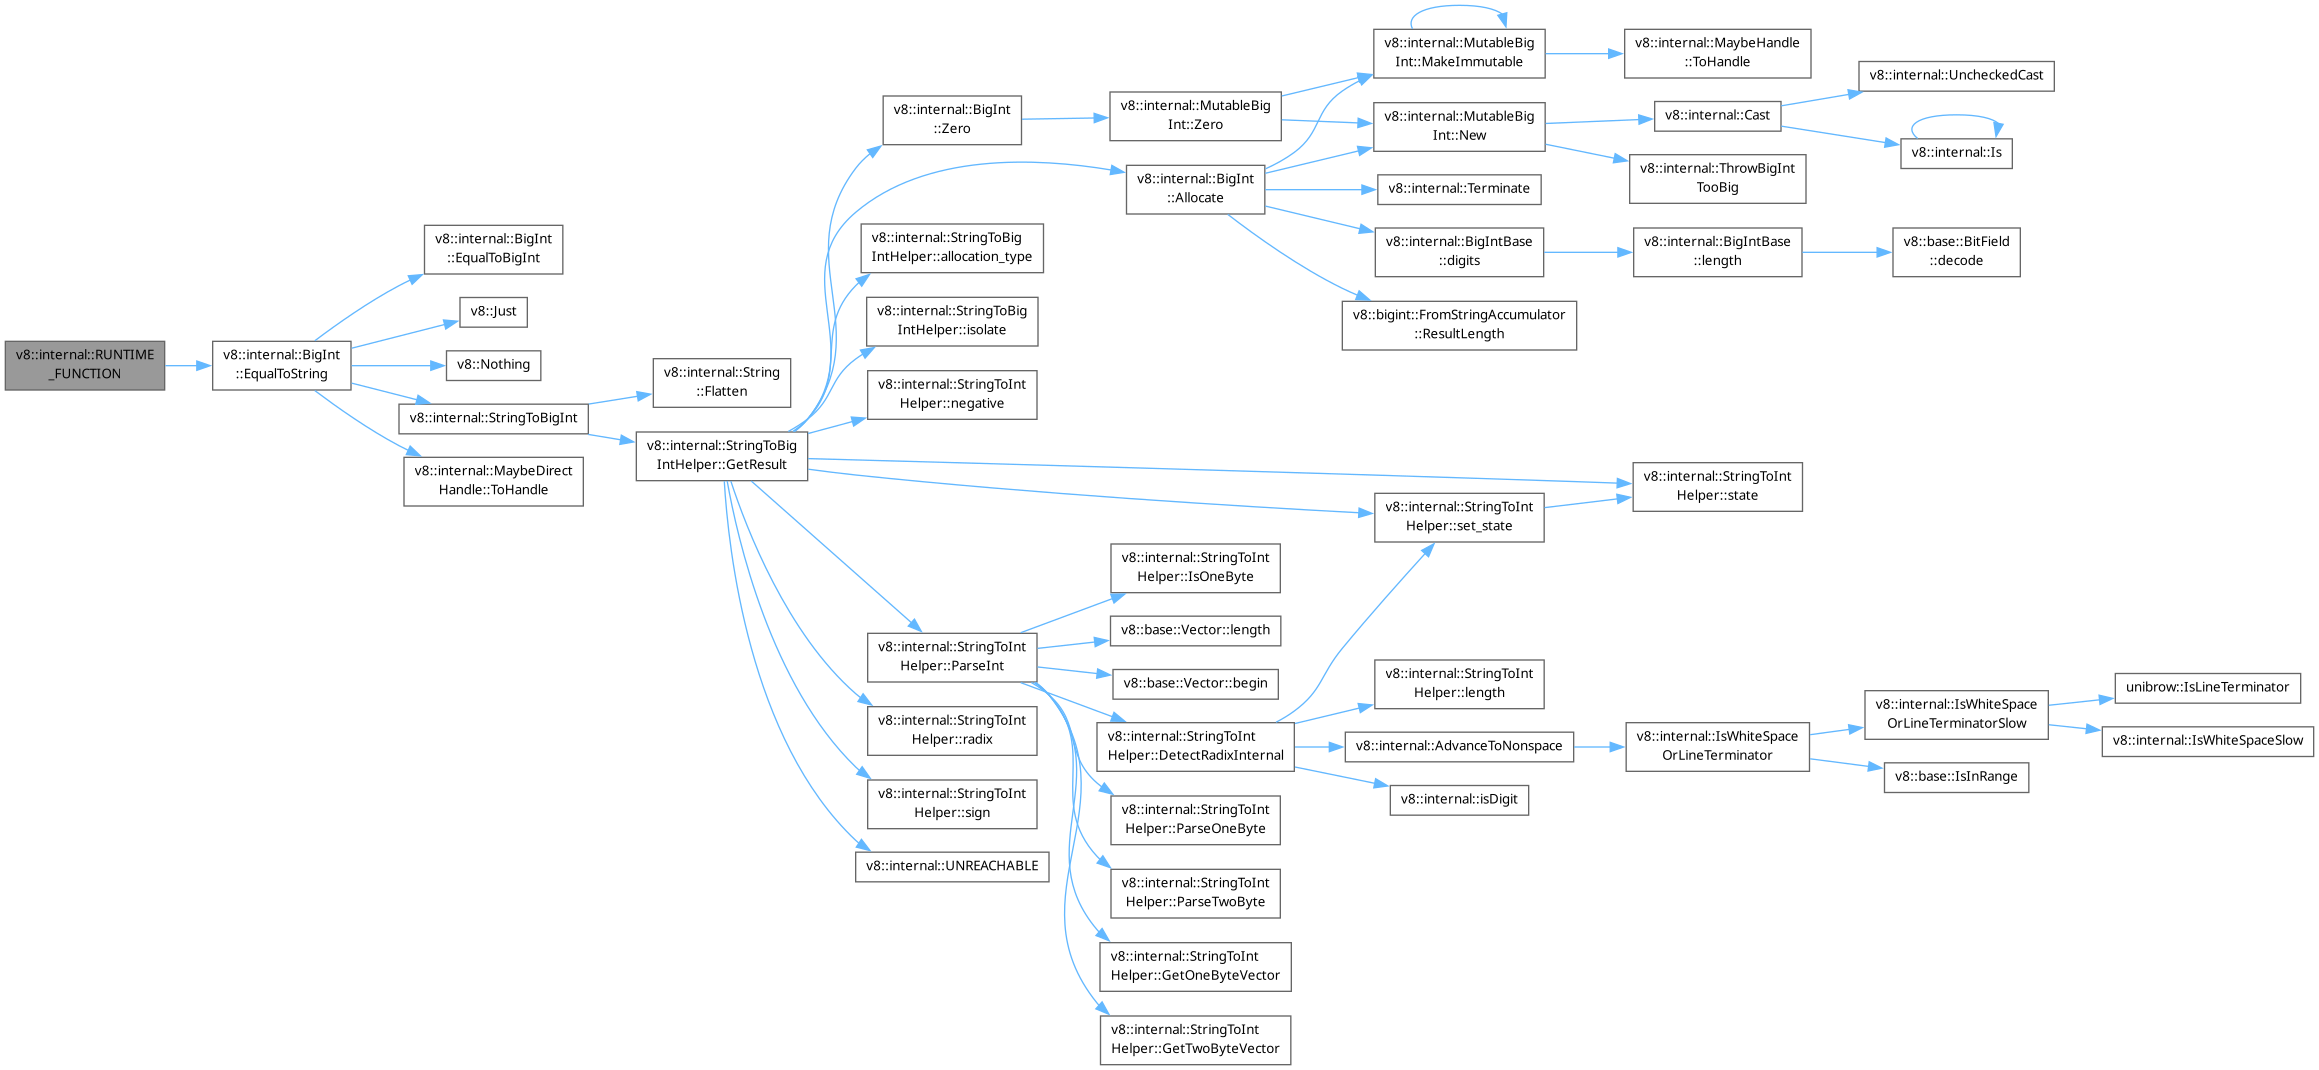 v8::internal::RUNTIME
_FUNCTION
v8::internal::BigInt
::EqualToString
v8::internal::BigInt
::EqualToBigInt
v8::Just
v8::Nothing
v8::internal::StringToBigInt
v8::internal::MaybeDirect
Handle::ToHandle
v8::internal::String
::Flatten
v8::internal::StringToBig
IntHelper::GetResult
v8::internal::BigInt
::Zero
v8::internal::StringToBig
IntHelper::allocation_type
v8::internal::StringToBig
IntHelper::isolate
v8::internal::StringToInt
Helper::negative
v8::internal::StringToInt
Helper::ParseInt
v8::internal::StringToInt
Helper::radix
v8::internal::StringToInt
Helper::sign
v8::internal::UNREACHABLE
v8::internal::MutableBig
Int::Zero
v8::internal::BigInt
::Allocate
v8::internal::StringToInt
Helper::IsOneByte
v8::base::Vector::length
v8::base::Vector::begin
v8::internal::StringToInt
Helper::DetectRadixInternal
v8::internal::StringToInt
Helper::ParseOneByte
v8::internal::StringToInt
Helper::ParseTwoByte
v8::internal::StringToInt
Helper::GetOneByteVector
v8::internal::StringToInt
Helper::GetTwoByteVector
v8::internal::MutableBig
Int::MakeImmutable
v8::internal::MutableBig
Int::New
v8::internal::Terminate
v8::internal::BigIntBase
::digits
v8::bigint::FromStringAccumulator
::ResultLength
v8::internal::StringToInt
Helper::set_state
v8::internal::StringToInt
Helper::length
v8::internal::AdvanceToNonspace
v8::internal::isDigit
v8::internal::MaybeHandle
::ToHandle
v8::internal::Cast
v8::internal::ThrowBigInt
TooBig
v8::internal::BigIntBase
::length
v8::internal::StringToInt
Helper::state
v8::internal::IsWhiteSpace
OrLineTerminator
v8::internal::UncheckedCast
v8::internal::Is
v8::base::BitField
::decode
v8::internal::IsWhiteSpace
OrLineTerminatorSlow
v8::base::IsInRange
unibrow::IsLineTerminator
v8::internal::IsWhiteSpaceSlow